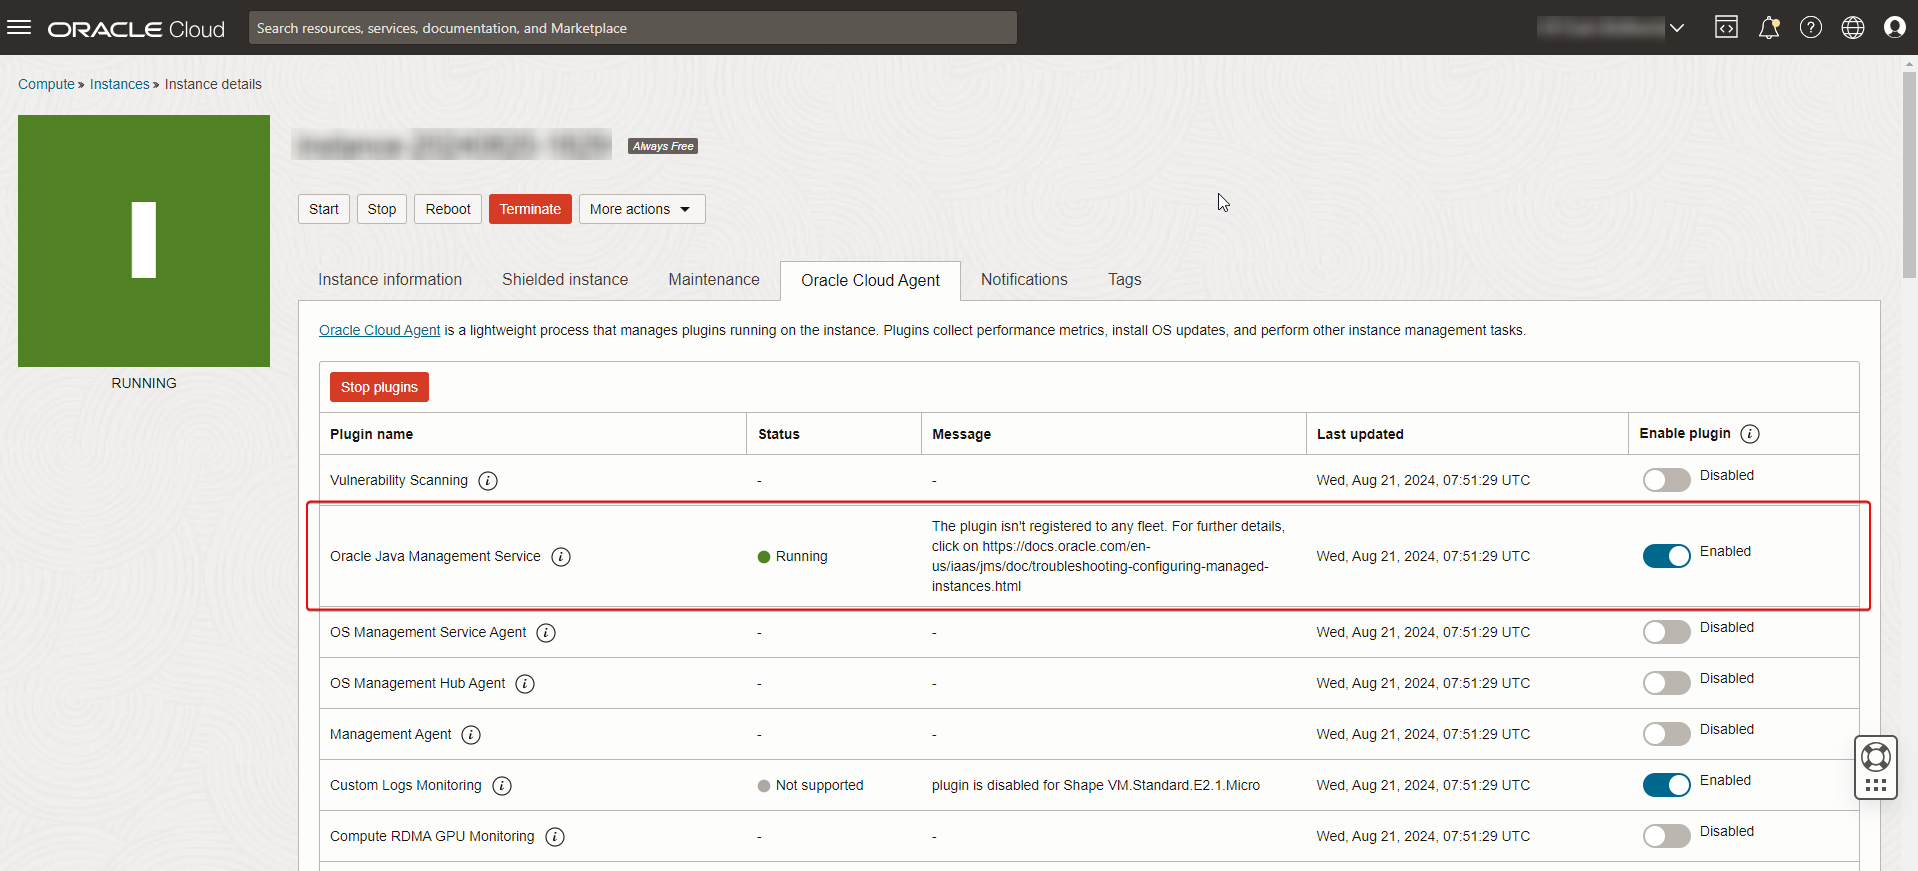 ORACLE Cloud
Search resources, services, documentation, and Marketplace
Compute » Instances » Instance details
Always Free
Start Stop Reboot Terminate More actions
RUNNING
Instance information Shielded instance Maintenance Oracle Cloud Agent Notifications Tags
Oracle Cloud Agent is a lightweight process that manages plugins running on the instance. Plugins collect performance metrics, install OS updates, and perform other instance management tasks.
Stop plugins
Plugin name Status Message Last updated Enable plugin
Vulnerability Scanning - - Wed, Aug 21, 2024, 07:51:29 UTC Disabled
The plugin isn't registered to any fleet. For further details,
click on https://docs.oracle.com/en-
Oracle Java Management Service Running Wed, Aug 21, 2024, 07:51:29 UTC Enabled
us/iaas/jms/doc/troubleshooting-configuring-managed-
instances.html
OS Management Service Agent - - Wed, Aug 21, 2024, 07:51:29 UTC Disabled
OS Management Hub Agent - - Wed, Aug 21, 2024, 07:51:29 UTC Disabled
Management Agent - - Wed, Aug 21, 2024, 07:51:29 UTC Disabled
Custom Logs Monitoring Not supported plugin is disabled for Shape VM.Standard.E2.1.Micro Wed, Aug 21, 2024, 07:51:29 UTC Enabled
Compute RDMA GPU Monitoring - - Wed, Aug 21, 2024, 07:51:29 UTC Disabled